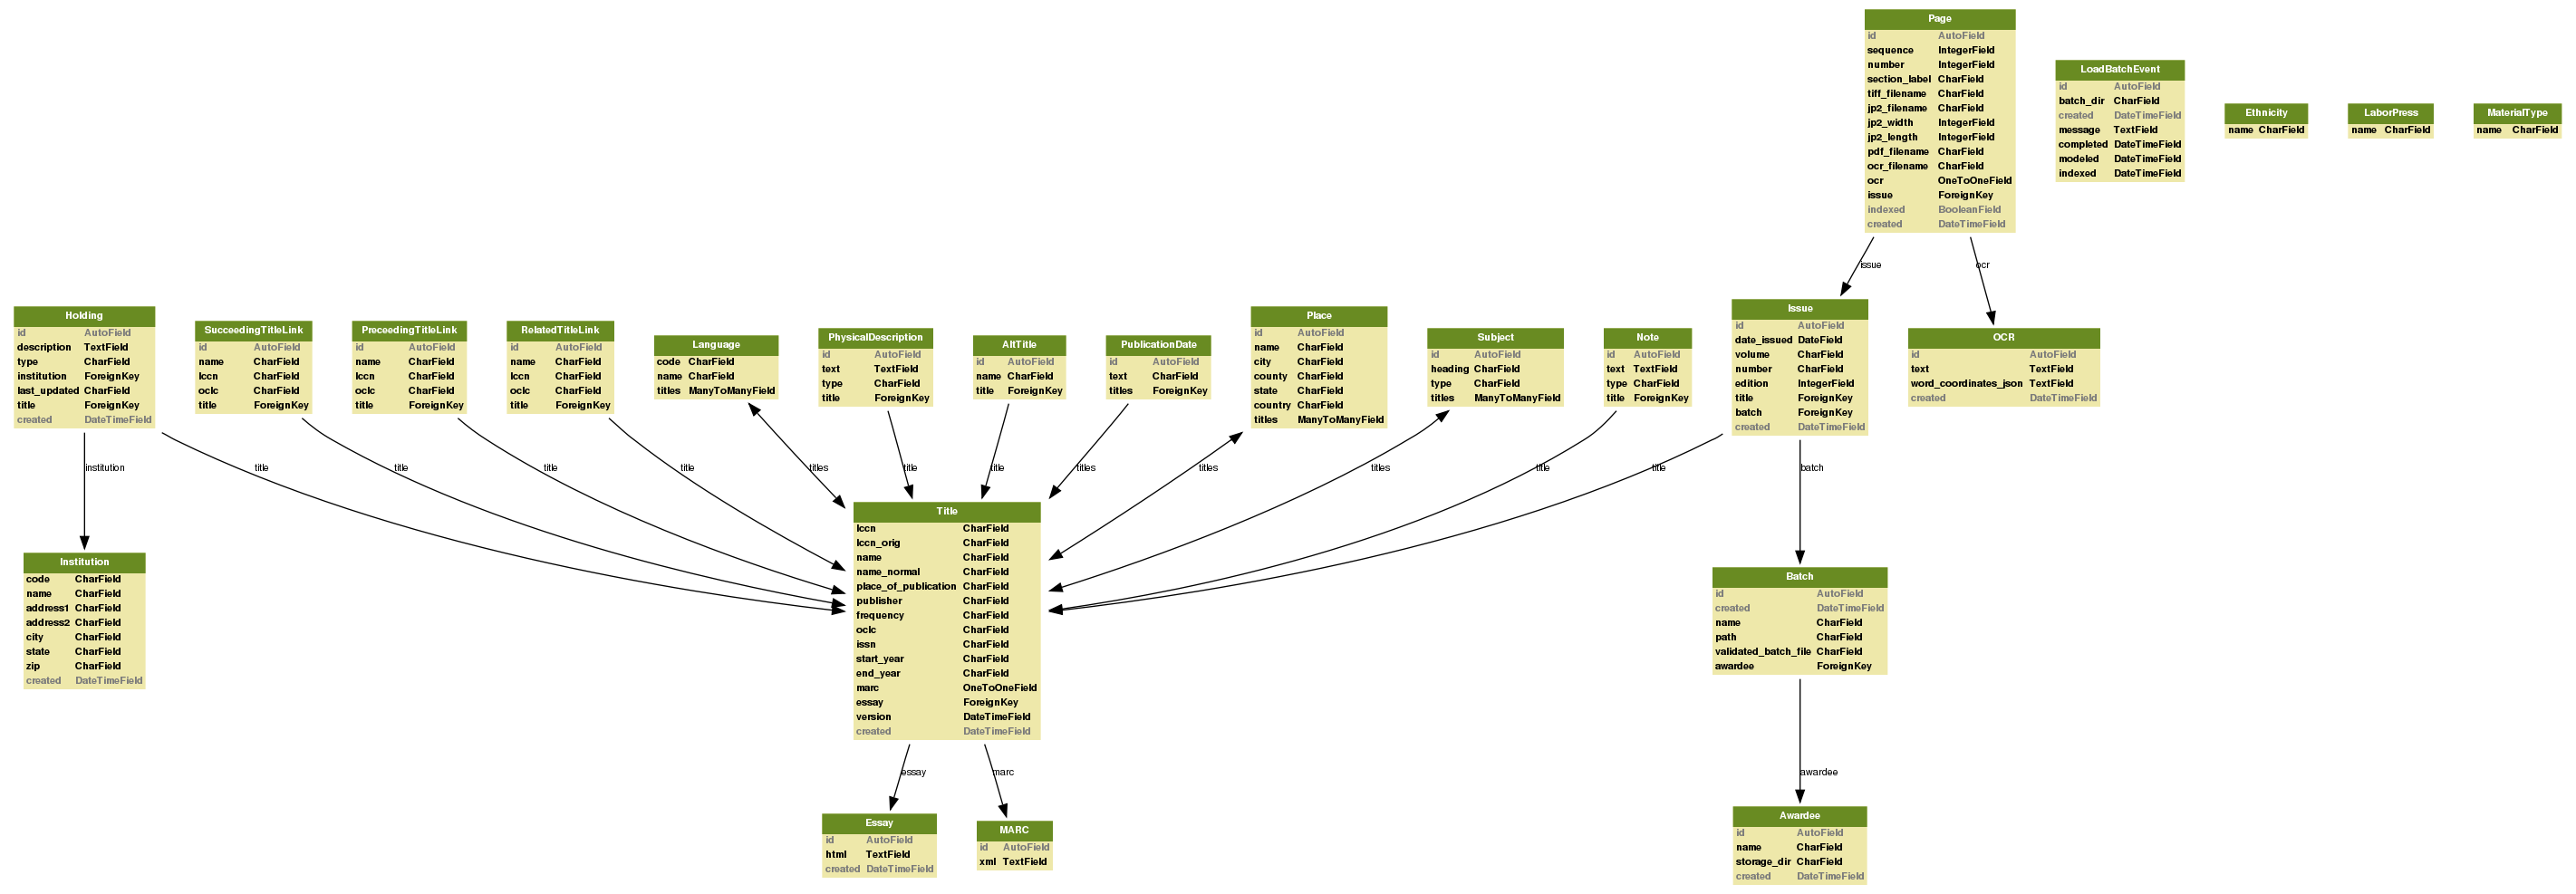 Page
id AutoField
sequence IntegerField
number IntegerField
section_label CharField
tiff_filename CharField
jp2_filename CharField
jp2_width IntegerField
jp2_length IntegerField
pdf_filename CharField
ocr_filename CharField
ocr OneToOneField
issue ForeignKey
indexed BooleanField
created DateTimeField
LoadBatchEvent
id AutoField
batch_dir CharField
created DateTimeField
message TextField
completed DateTimeField
modeled DateTimeField
indexed DateTimeField
Ethnicity
name CharField
LaborPress
name CharField
MaterialType
name CharField
issue
ocr
Holding
id AutoField
description TextField
type CharField
institution ForeignKey
last_updated CharField
title ForeignKey
created DateTimeField
SucceedingTitleLink
id AutoField
name CharField
lccn CharField
oclc CharField
title ForeignKey
PreceedingTitleLink
id AutoField
name CharField
lccn CharField
oclc CharField
title ForeignKey
RelatedTitleLink
id AutoField
name CharField
lccn CharField
oclc CharField
title ForeignKey
Language
code CharField
name CharField
titles ManyToManyField
PhysicalDescription
id AutoField
text TextField
type CharField
title ForeignKey
AltTitle
id AutoField
name CharField
title ForeignKey
PublicationDate
id AutoField
text CharField
titles ForeignKey
Place
id AutoField
name CharField
city CharField
county CharField
state CharField
country CharField
titles ManyToManyField
Subject
id AutoField
heading CharField
type CharField
titles ManyToManyField
Note
id AutoField
text TextField
type CharField
title ForeignKey
Issue
id AutoField
date_issued DateField
volume CharField
number CharField
edition IntegerField
title ForeignKey
batch ForeignKey
created DateTimeField
OCR
id AutoField
text TextField
word_coordinates_json TextField
created DateTimeField
institution
title
title
title
title
titles
title
title
titles
titles
titles
title
title
batch
Institution
code CharField
name CharField
address1 CharField
address2 CharField
city CharField
state CharField
zip CharField
created DateTimeField
Title
lccn CharField
lccn_orig CharField
name CharField
name_normal CharField
place_of_publication CharField
publisher CharField
frequency CharField
oclc CharField
issn CharField
start_year CharField
end_year CharField
marc OneToOneField
essay ForeignKey
version DateTimeField
created DateTimeField
Batch
id AutoField
created DateTimeField
name CharField
path CharField
validated_batch_file CharField
awardee ForeignKey
essay
marc
awardee
Essay
id AutoField
html TextField
created DateTimeField
MARC
id AutoField
xml TextField
Awardee
id AutoField
name CharField
storage_dir CharField
created DateTimeField